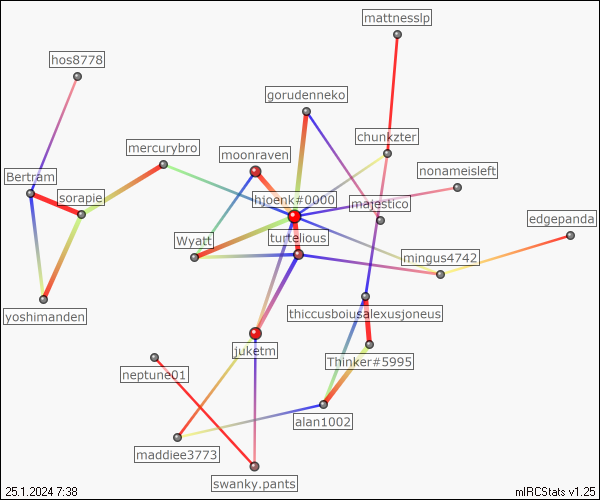 mattnesslp
hos8778
gorudenneko
chunkzter
mercurybro
moonraven
nonameisleft
Bertram
sorapie
hjoenk#0000
majestico
edgepanda
Wyatt
turtelious
mingus4742
yoshimanden
thiccusboiusalexusjoneus
juketm
Thinker#5995
neptune01
alan1002
maddiee3773
swanky.pants
25.1.2024 7:38
mIRCStats v1.25